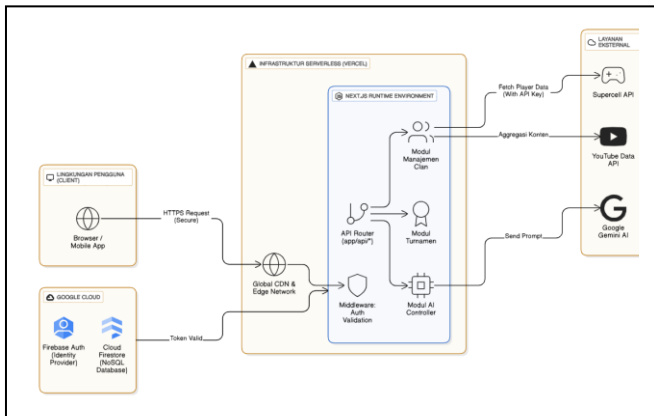 LAYANAN
EKSTERNAL
INFRASTRUKTUR SERVERLESS (VERCEL)
Fetch Player Data
(With API Key)
Supercell API
NEXT.JS RUNTIME ENVIRONMENT
Modul
Manajemen
Clan
Aggregasi Konten
YouTube Data
API
LINGKUNGAN PENGGUNA
(CLIENT)
Browser /
Mobile App
HTTPS Request
(Secure)
API Router
(app/api/*)
Modul
Turnamen
Google
Gemini AI
Send Prompt
Global CDN &
Edge Network
Middleware:
Auth
Validation
Modul AI
Controller
GOOGLE CLOUD
Firebase Auth
(Identity
Provider)
Cloud
Firestore
(NoSQL
Database)
Token Valid